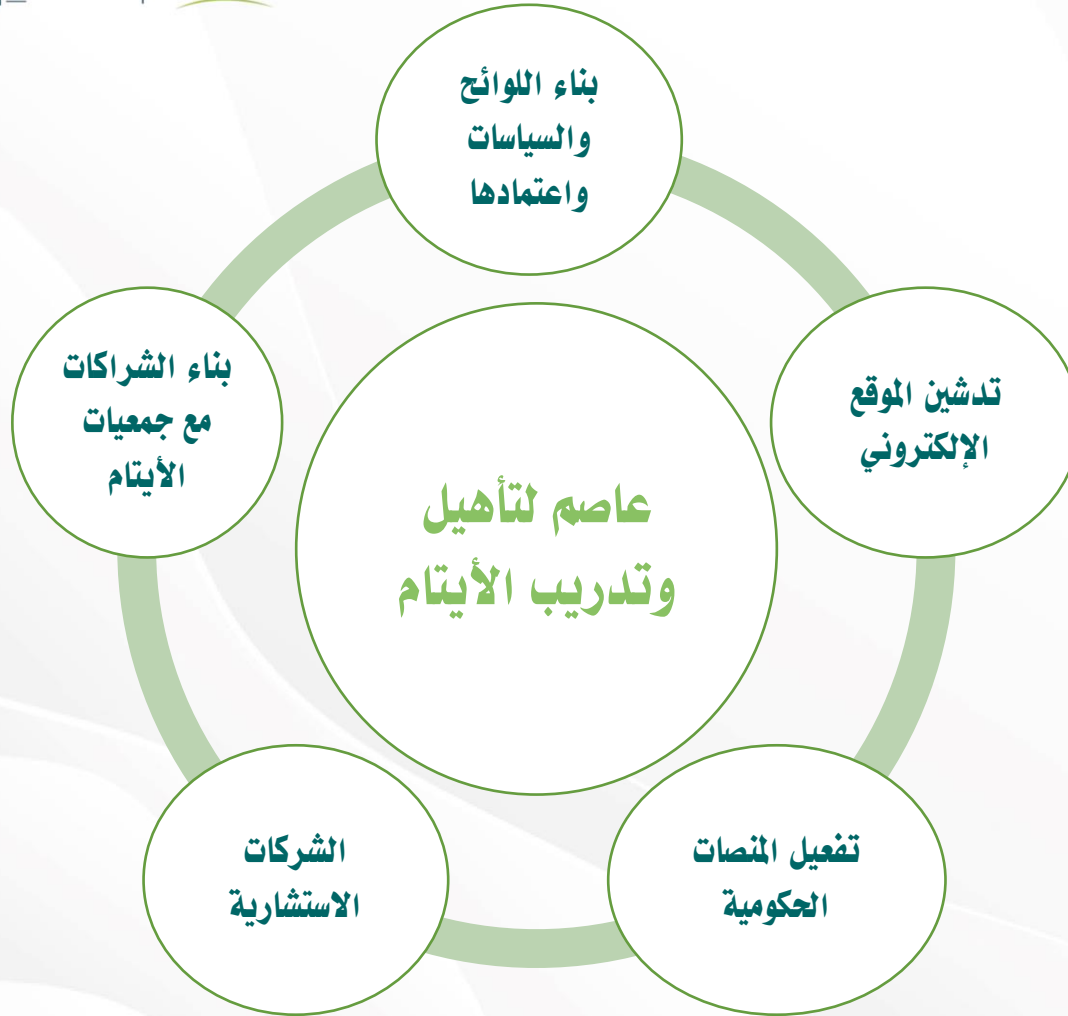 بناء اللوائح
والسياسات
واعتمادها
تدشين الموقع
الإلكتروني
تفعيل المنصات
الحكومية
الشركات
الاستشارية
بناء الشراكات
مع جمعيات
الأيتام
عاصم لتأهيل
وتدريب الأيتام